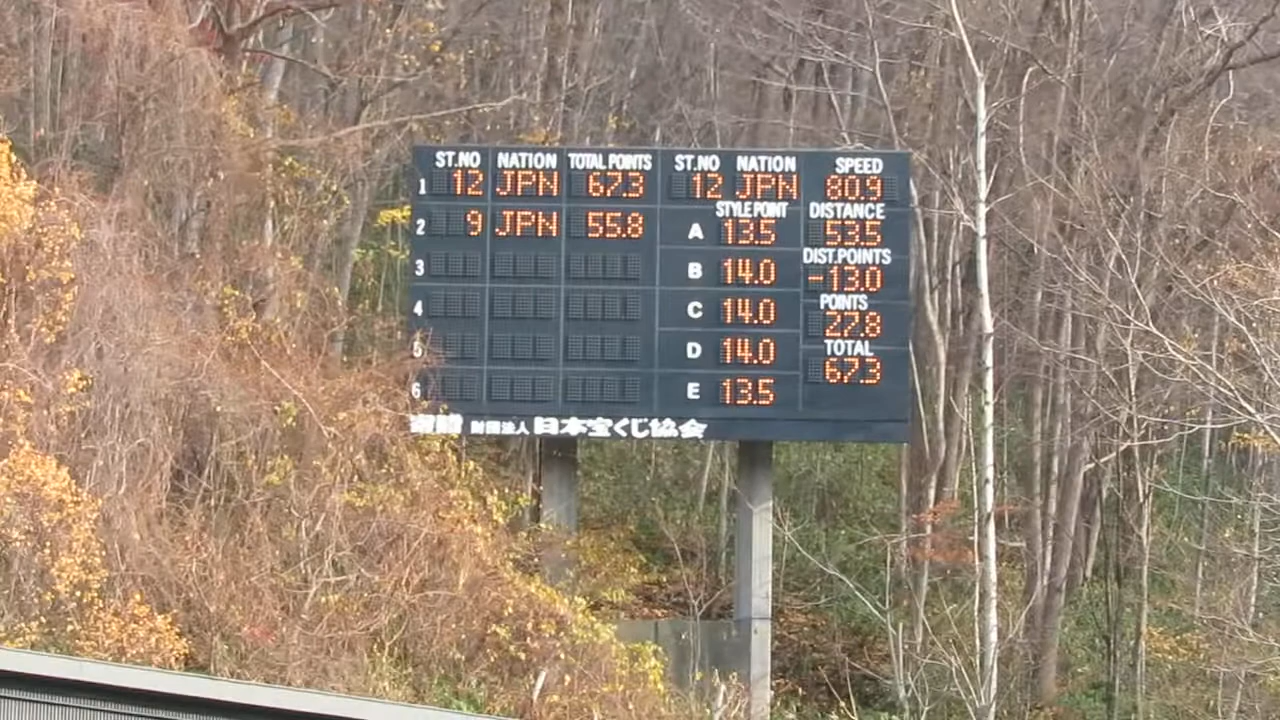 ST.NO NATION TOTAL POINTS ST.NO NATION SPEED
1 12 JPN 67.3 12 JPN 80.9
STYLE POINT DISTANCE
2 9 JPN 55.8 A 13.5 53.5
DIST.POINTS
3 B 14.0 -13.0
POINTS
4 C 14.0 27.8
TOTAL
5 D 14.0 67.3
6 E 13.5
財団法人 日本宝くじ協会